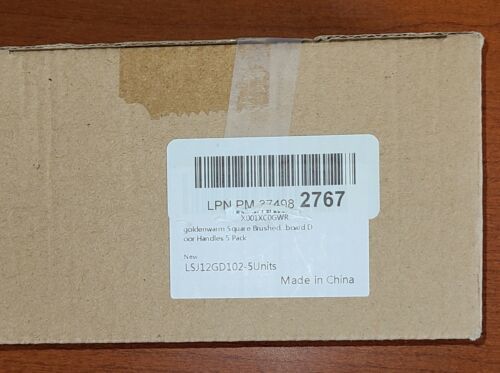 LPN PM 37498 2767
X001XC0GWR
goldenwarm Square Brushed...board D
oor Handles 5 Pack
New
LSJ12GD102-5Units
Made in China